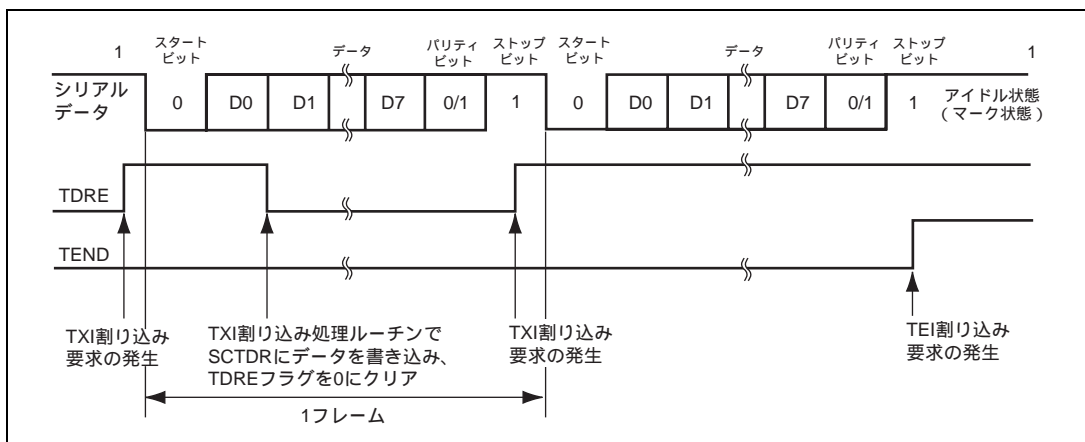 1
スタート
ビット
データ
パリティ
ビット
ストップ
ビット
スタート
ビット
データ
パリティ
ビット
ストップ
ビット
1
シリアル
データ
0 D0 D1 D7 0/1 1 0 D0 D1 D7 0/1 1
アイドル状態
(マーク状態)
TDRE
TEND
TXI割り込み
要求の発生
TXI割り込み処理ルーチンで
SCTDRにデータを書き込み、
TDREフラグを0にクリア
TXI割り込み
要求の発生
TEI割り込み
要求の発生
1フレーム